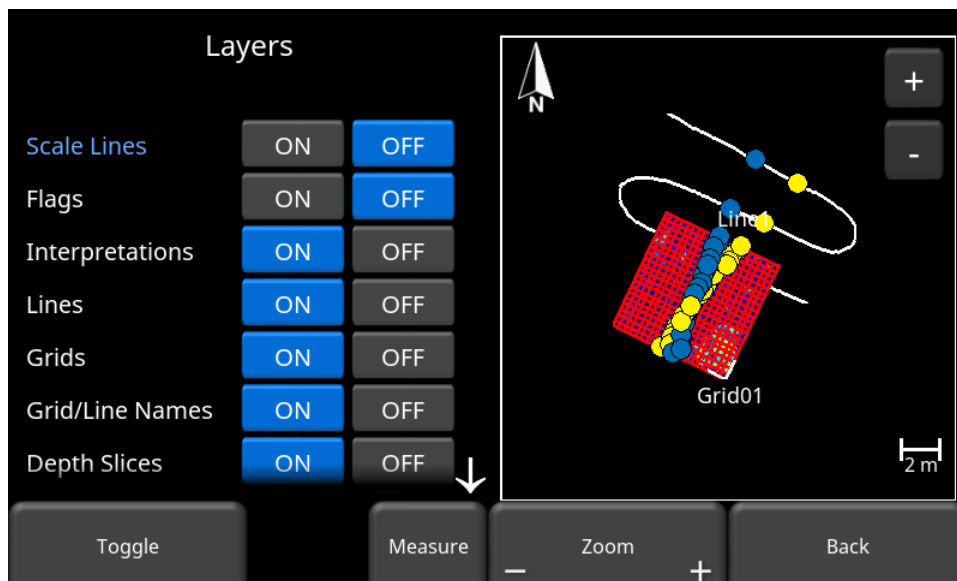 Layers
Scale Lines ON OFF
Flags ON OFF
Interpretations ON OFF
Lines ON OFF
Grids ON OFF
Grid/Line Names ON OFF
Depth Slices ON OFF
N
+
-
Line1
Grid01
2 m
Toggle Measure Zoom Back
− +